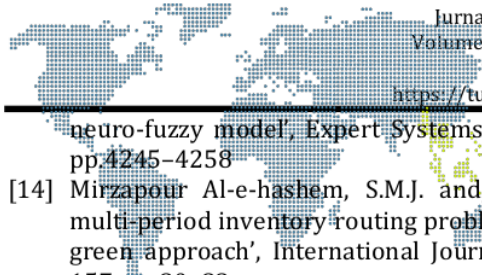 Jurna
Volume
https://tu
neuro-fuzzy model’, Expert Systems
pp.4245–4258
[14] Mirzapour Al-e-hashem, S.M.J. and
multi-period inventory routing probl
green approach’, International Jour